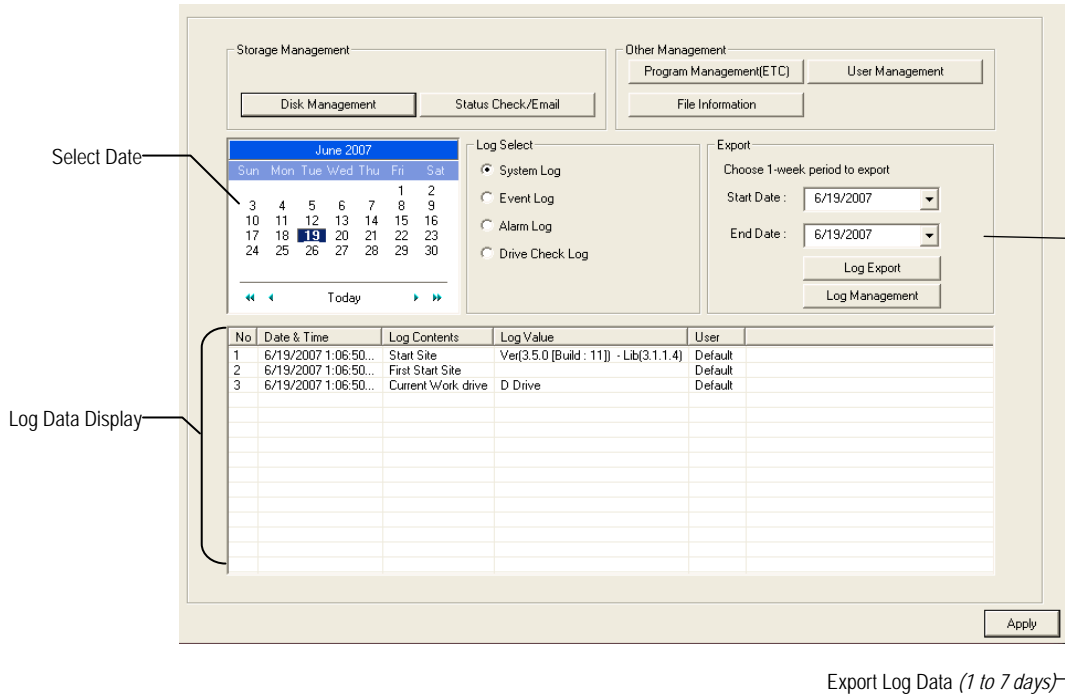 Storage Management
Disk Management
Status Check/Email
Other Management
Program Management(ETC)
User Management
File Information
Select Date
June 2007
Sun Mon Tue Wed Thu Fri Sat
1 2
3 4 5 6 7 8 9
10 11 12 13 14 15 16
17 18 19 20 21 22 23
24 25 26 27 28 29 30
Today
Log Select
System Log
Event Log
Alarm Log
Drive Check Log
Export
Choose 1-week period to export
Start Date : 6/19/2007
End Date : 6/19/2007
Log Export
Log Management
Log Data Display
No Date & Time Log Contents Log Value User
1 6/19/2007 1:06:50... Start Site Ver(3.5.0 [Build : 11]) - Lib(3.1.1.4) Default
2 6/19/2007 1:06:50... First Start Site Default
3 6/19/2007 1:06:50... Current Work drive D Drive Default
Apply
Export Log Data (1 to 7 days)